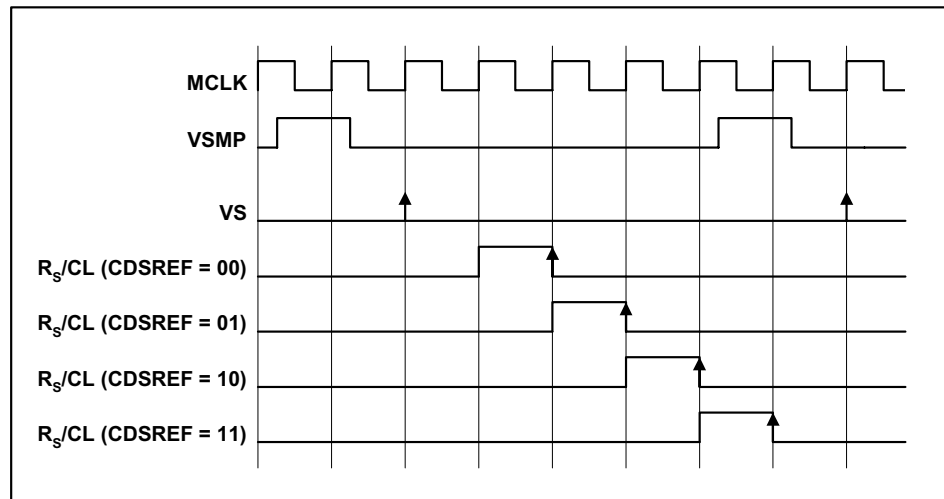 MCLK
VSMP
VS
RS/CL (CDSREF = 00)
RS/CL (CDSREF = 01)
RS/CL (CDSREF = 10)
RS/CL (CDSREF = 11)